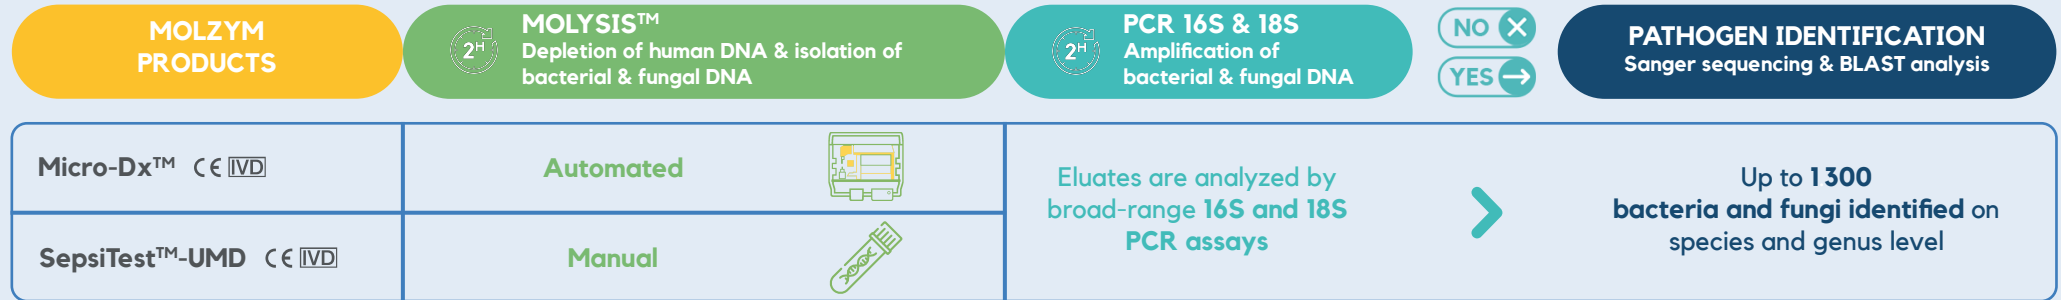 MOLZYM
PRODUCTS
2H
MOLYSIS™
Depletion of human DNA & isolation of
bacterial & fungal DNA
2H
PCR 16S & 18S
Amplification of
bacterial & fungal DNA
NO
YES
PATHOGEN IDENTIFICATION
Sanger sequencing & BLAST analysis
Micro-Dx™ CE IVD
Automated
SepsiTest™-UMD CE IVD
Manual
Eluates are analyzed by
broad-range 16S and 18S
PCR assays
Up to 1300
bacteria and fungi identified on
species and genus level